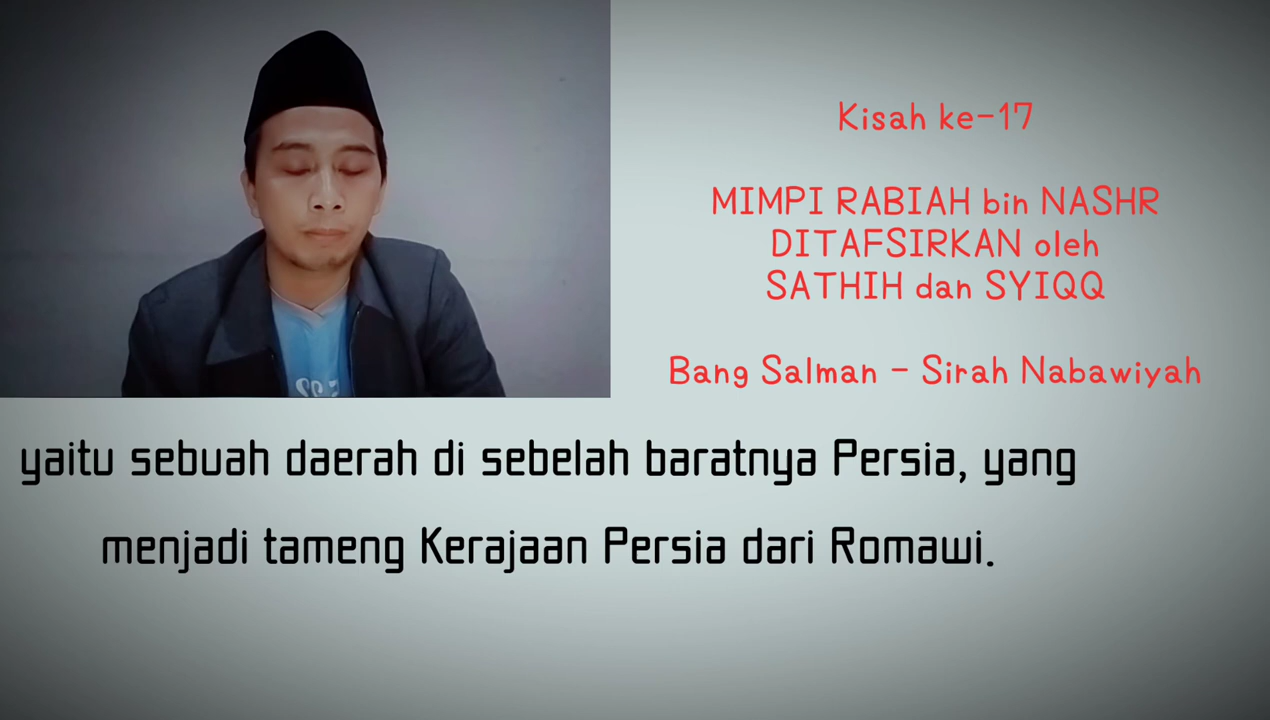 Kisah ke-17
MIMPI RABIAH bin NASHR
DITAFSIRKAN oleh
SATHIH dan SYIQQ
Bang Salman - Sirah Nabawiyah
yaitu sebuah daerah di sebelah baratnya Persia, yang
menjadi tameng Kerajaan Persia dari Romawi.